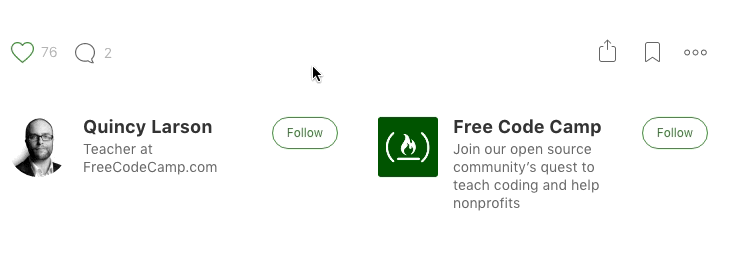 76
2
Quincy Larson
Teacher at
FreeCodeCamp.com
Follow
Free Code Camp
Join our open source
community’s quest to
teach coding and help
nonprofits
Follow